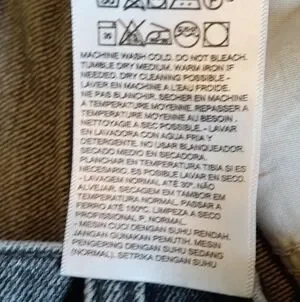 MACHINE WASH COLD. DO NOT BLEACH.
TUMBLE DRY MEDIUM. WARM IRON IF
NEEDED. DRY CLEANING POSSIBLE -
LAVER EN MACHINE À L'EAU FROIDE.
NE PAS BLANCHIR. SECHER EN MACHINE
A TEMPERATURE MOYENNE. REPASSER A
TEMPERATURE MOYENNE AU BESOIN.
NETTOYAGE A SEC POSSIBLE. - LAVAR
EN LAVADORA CON AGUA FRIA Y
DETERGENTE. NO USAR BLANQUEADOR.
SECADO MEDIO EN SECADORA.
PLANCHAR EN TEMPERATURA TIBIA SI ES
NECESARIO. ES POSIBLE LAVAR EN SECO.
- LAVAGEM NORMAL ATÉ 30º. NÃO
ALVEJAR. SECAGEM EM TAMBOR EM
TEMPERATURA NORMAL. PASSAR A
FERRO ATÉ 150ºC. LIMPEZA A SECO
PROFISSIONAL P. NORMAL.
- MESIN CUCI DENGAN SUHU RENDAH.
JANGAN GUNAKAN PEMUTIH. MESIN
PENGERING DENGAN SUHU SEDANG
(NORMAL). SETRIKA DENGAN SUHU